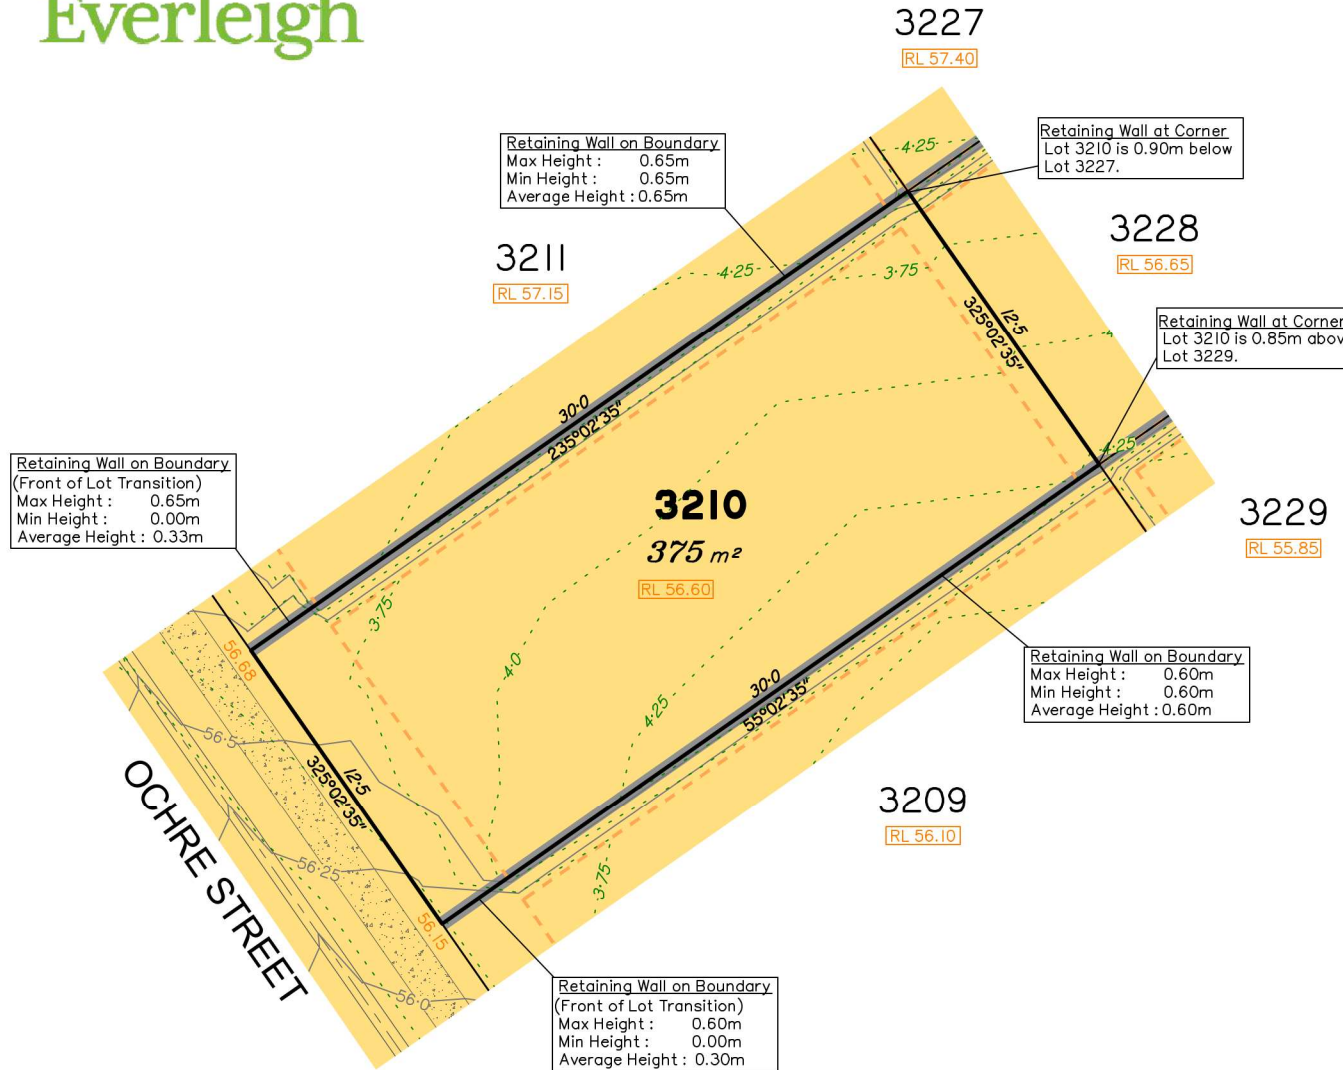 Everleigh
3227
RL 57.40
Retaining Wall on Boundary
Max Height : 0.65m
Min Height : 0.65m
Average Height : 0.65m
Retaining Wall at Corner
Lot 3210 is 0.90m below
Lot 3227.
4·25
3211
RL 57.15
3228
RL 56.65
4·25
3·75
Retaining Wall at Corner
Lot 3210 is 0.85m abov
Lot 3229.
12·5
325°02'35"
30·0
235°02'35"
4·25
Retaining Wall on Boundary
(Front of Lot Transition)
Max Height : 0.65m
Min Height : 0.00m
Average Height : 0.33m
3210
375 m²
RL 56.60
3229
RL 55.85
3·75
4·0
4·25
30·0
55°02'35"
Retaining Wall on Boundary
Max Height : 0.60m
Min Height : 0.60m
Average Height : 0.60m
56.68
56·5
12·5
325°02'35"
OCHRE STREET
56·25
3209
RL 56.10
3·75
56.15
56·0
Retaining Wall on Boundary
(Front of Lot Transition)
Max Height : 0.60m
Min Height : 0.00m
Average Height : 0.30m